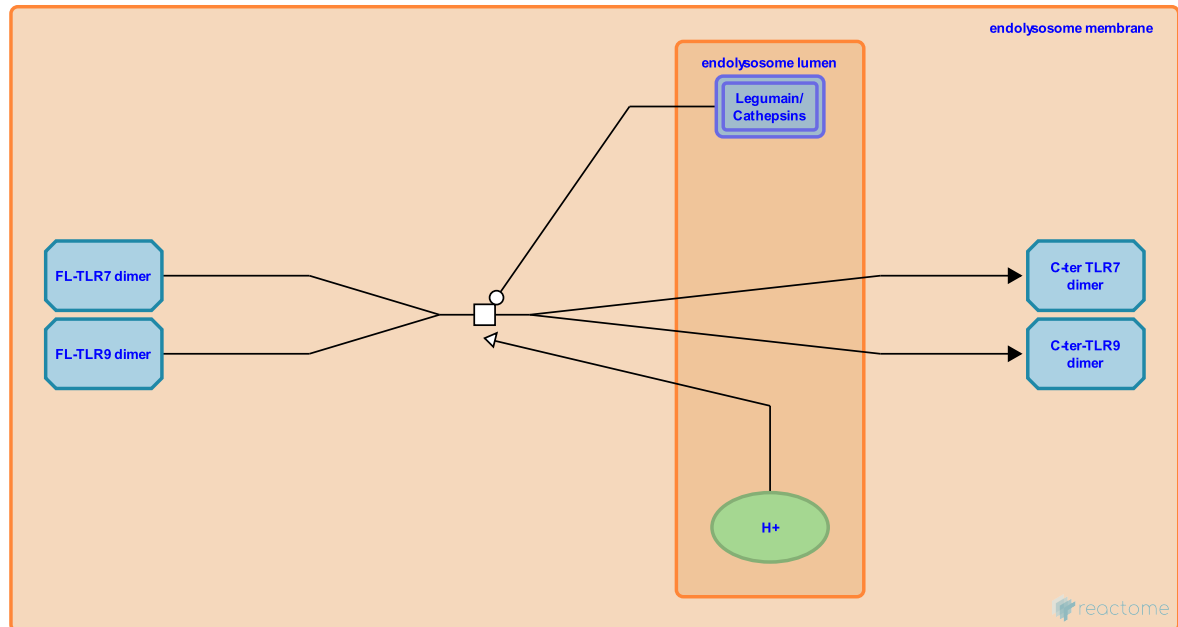 endolysosome membrane
endolysosome lumen
Legumain/
Cathepsins
FL-TLR7 dimer
C-ter TLR7
dimer
FL-TLR9 dimer
C-ter-TLR9
dimer
H+
reactome